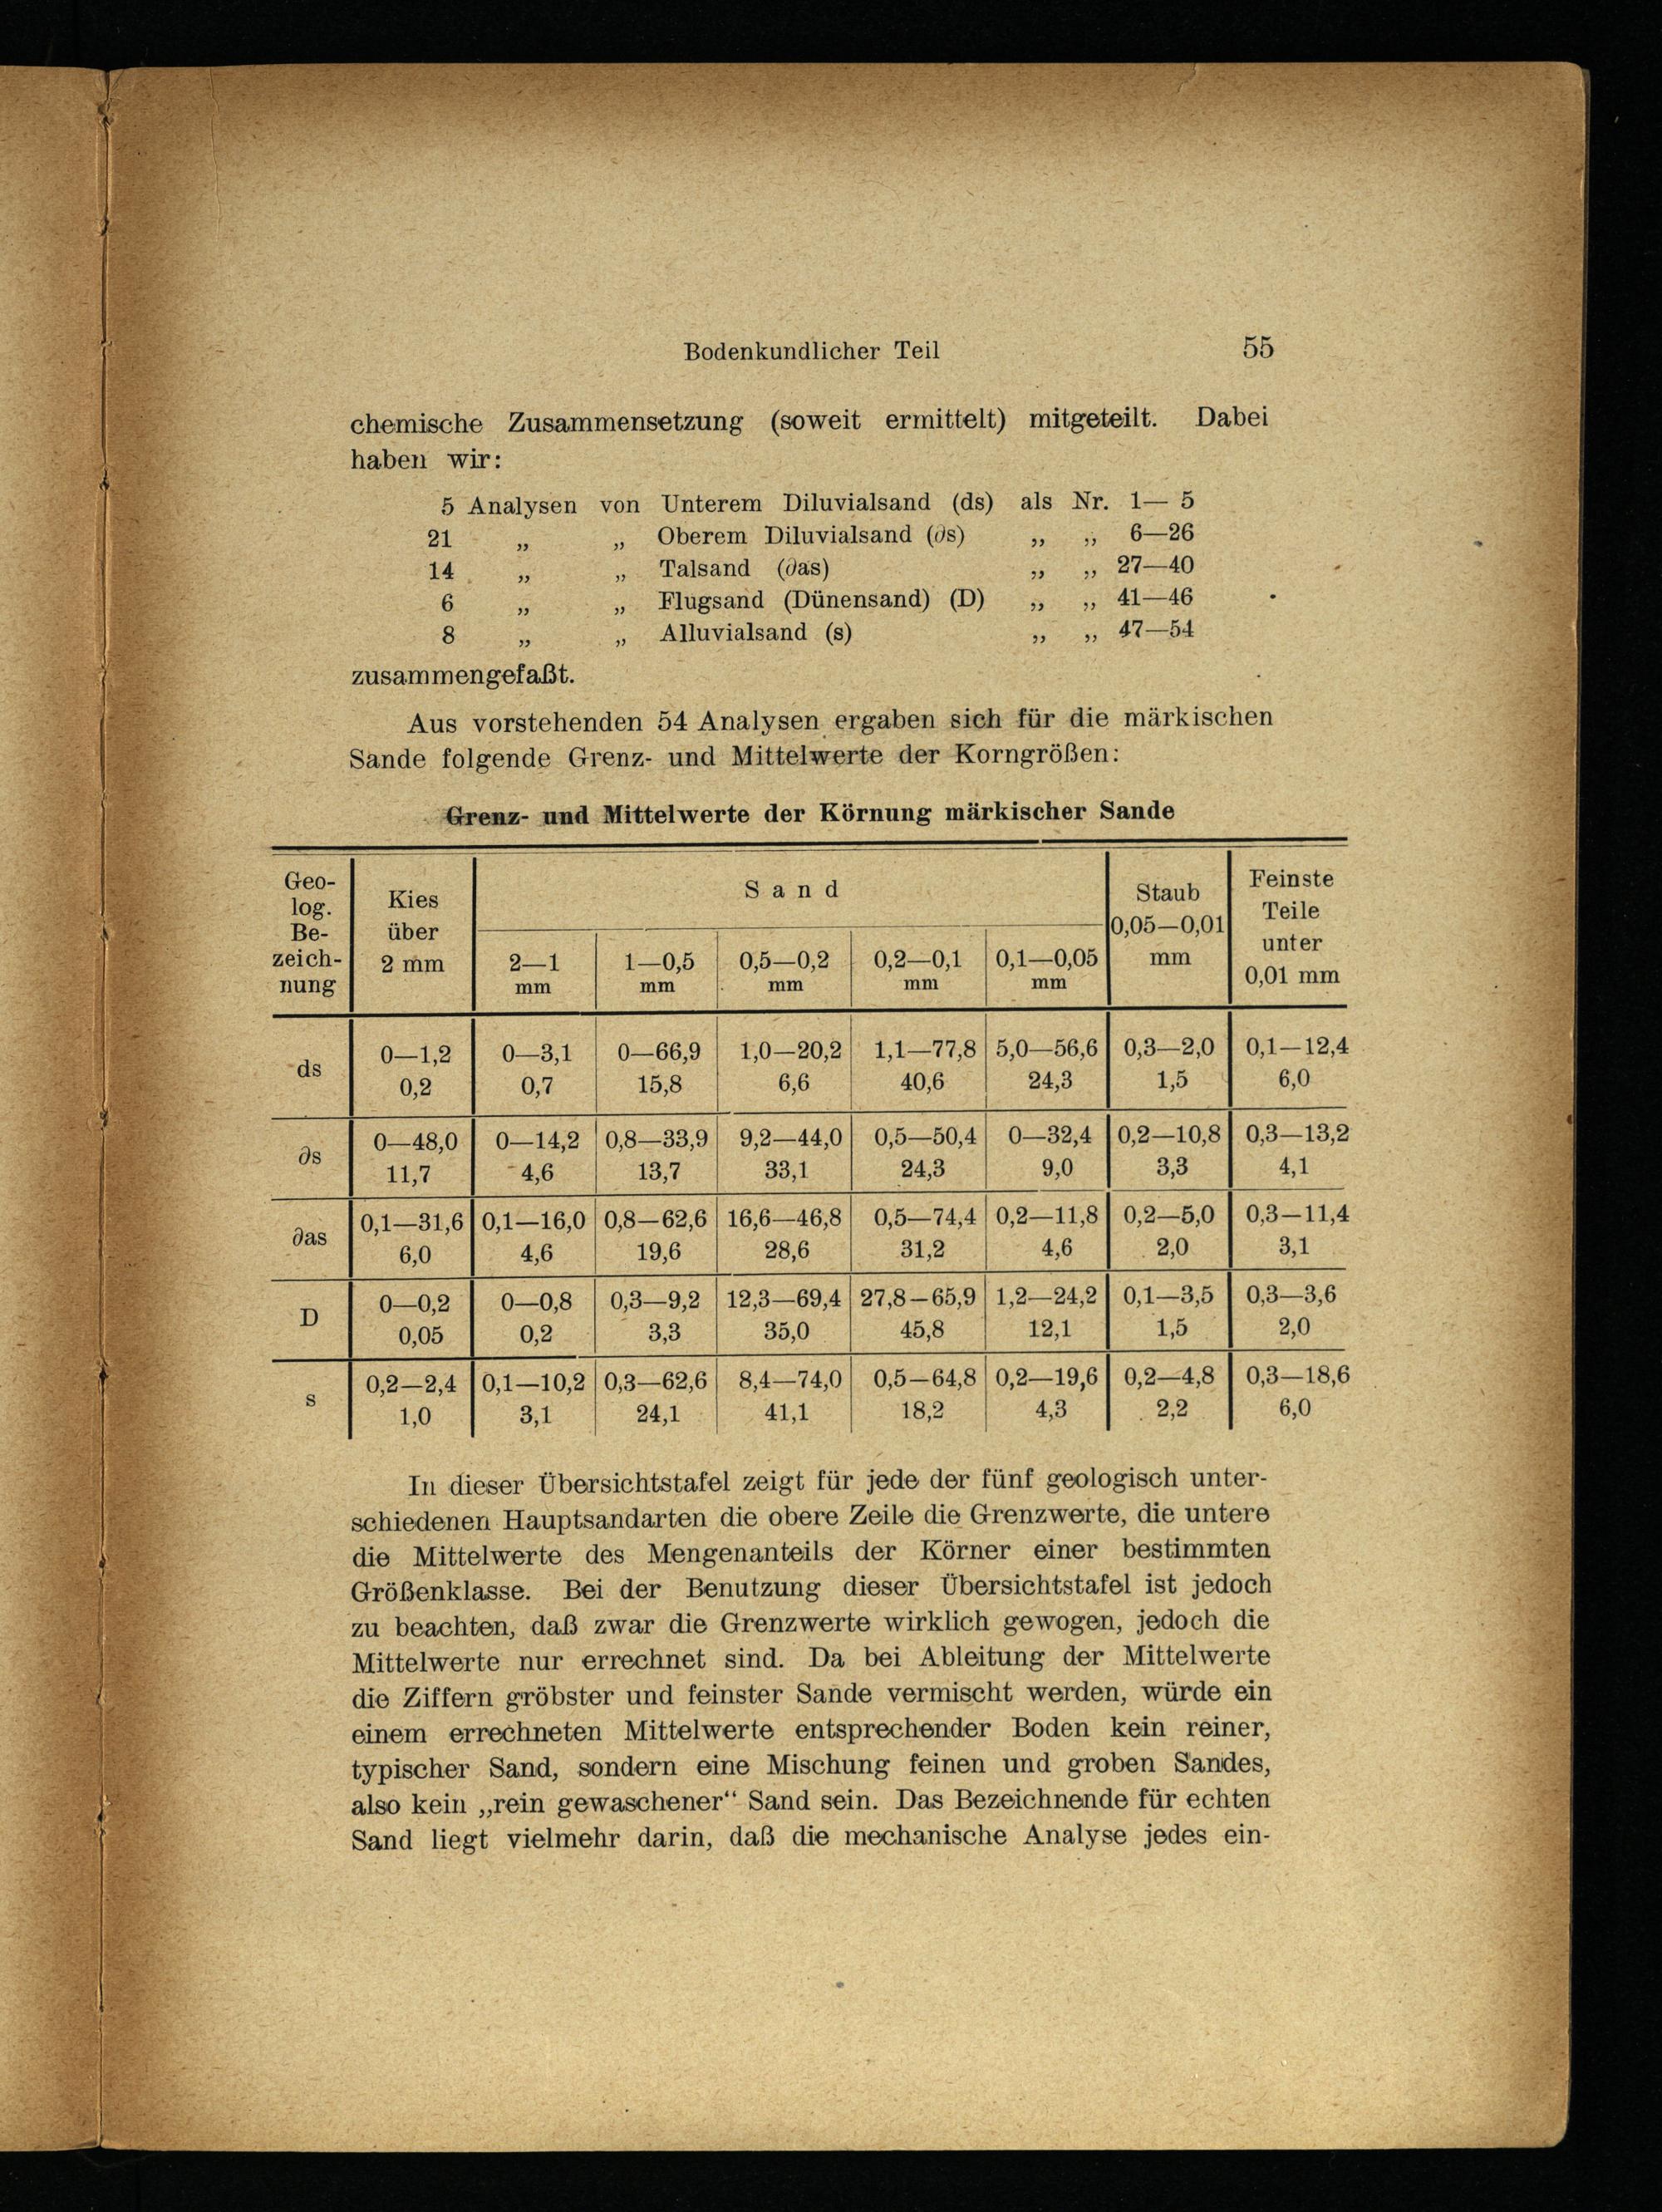 Bodenkundlicher Teil 55
chemische Zusammensetzung (soweit ermittelt) mitgeteilt. Dabei
haben wir:
5 Analysen von Unterem Diluvialsand (ds) als Nr. 1— 5
21 „ „ Oberem Diluvialsand (∂s) „ „ 6—26
14 „ „ Talsand (∂as) „ „ 27—40
6 „ „ Flugsand (Dünensand) (D) „ „ 41—46
8 „ „ Alluvialsand (s) „ „ 47—54
zusammengefaßt.
Aus vorstehenden 54 Analysen ergaben sich für die märkischen
Sande folgende Grenz- und Mittelwerte der Korngrößen:
Grenz- und Mittelwerte der Körnung märkischer Sande
Geo-
log.
Be-
zeich-
nung
Kies
über
2 mm
Sand
2—1 1—0,5 0,5—0,2 0,2—0,1 0,1—0,05
mm mm mm mm mm
Staub
0,05—0,01
mm
Feinste
Teile
unter
0,01 mm
ds
0—1,2 0—3,1 0—66,9 1,0—20,2 1,1—77,8 5,0—56,6 0,3—2,0 0,1—12,4
0,2 0,7 15,8 6,6 40,6 24,3 1,5 6,0
∂s
0—48,0 0—14,2 0,8—33,9 9,2—44,0 0,5—50,4 0—32,4 0,2—10,8 0,3—13,2
11,7 4,6 13,7 33,1 24,3 9,0 3,3 4,1
∂as
0,1—31,6 0,1—16,0 0,8—62,6 16,6—46,8 0,5—74,4 0,2—11,8 0,2—5,0 0,3—11,4
6,0 4,6 19,6 28,6 31,2 4,6 2,0 3,1
D
0—0,2 0—0,8 0,3—9,2 12,3—69,4 27,8—65,9 1,2—24,2 0,1—3,5 0,3—3,6
0,05 0,2 3,3 35,0 45,8 12,1 1,5 2,0
s
0,2—2,4 0,1—10,2 0,3—62,6 8,4—74,0 0,5—64,8 0,2—19,6 0,2—4,8 0,3—18,6
1,0 3,1 24,1 41,1 18,2 4,3 2,2 6,0
In dieser Übersichtstafel zeigt für jede der fünf geologisch unter-
schiedenen Hauptsandarten die obere Zeile die Grenzwerte, die untere
die Mittelwerte des Mengenanteils der Körner einer bestimmten
Größenklasse. Bei der Benutzung dieser Übersichtstafel ist jedoch
zu beachten, daß zwar die Grenzwerte wirklich gewogen, jedoch die
Mittelwerte nur errechnet sind. Da bei Ableitung der Mittelwerte
die Ziffern gröbster und feinster Sande vermischt werden, würde ein
einem errechneten Mittelwerte entsprechender Boden kein reiner,
typischer Sand, sondern eine Mischung feinen und groben Sandes,
also kein „rein gewaschener“ Sand sein. Das Bezeichnende für echten
Sand liegt vielmehr darin, daß die mechanische Analyse jedes ein-